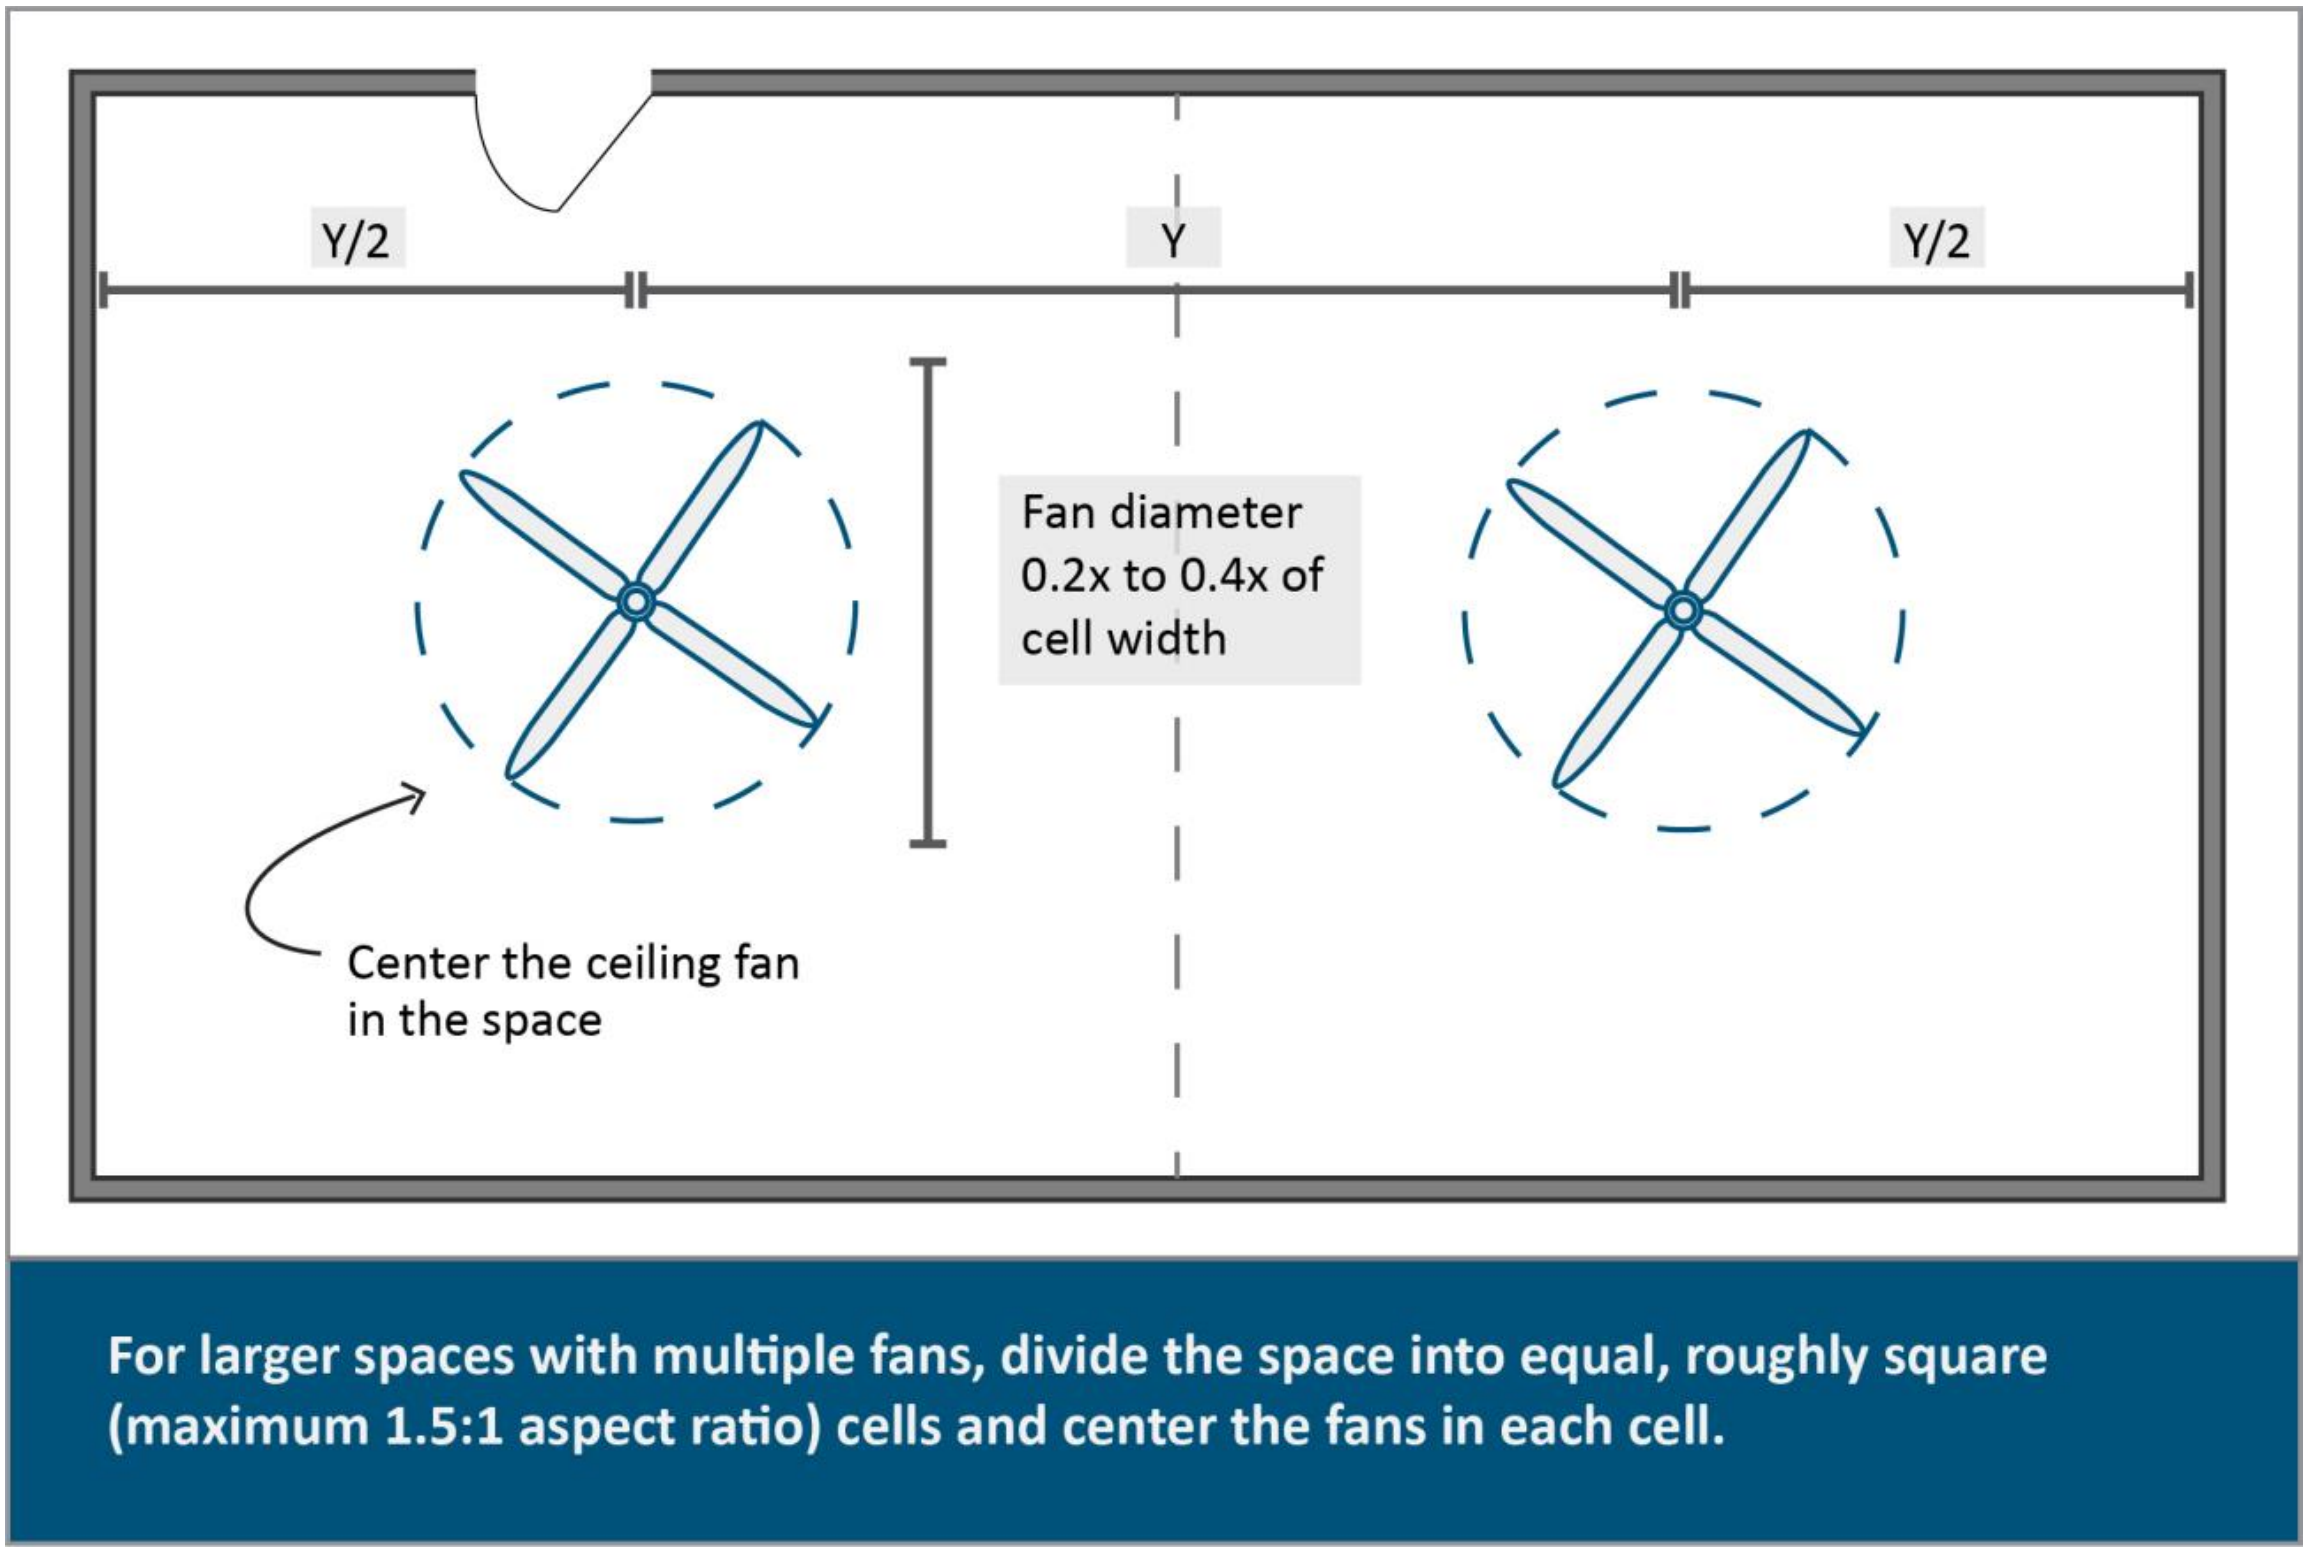 Y/2
Y
Y/2
Fan diameter
0.2x to 0.4x of
cell width
Center the ceiling fan
in the space
For larger spaces with multiple fans, divide the space into equal, roughly square
(maximum 1.5:1 aspect ratio) cells and center the fans in each cell.